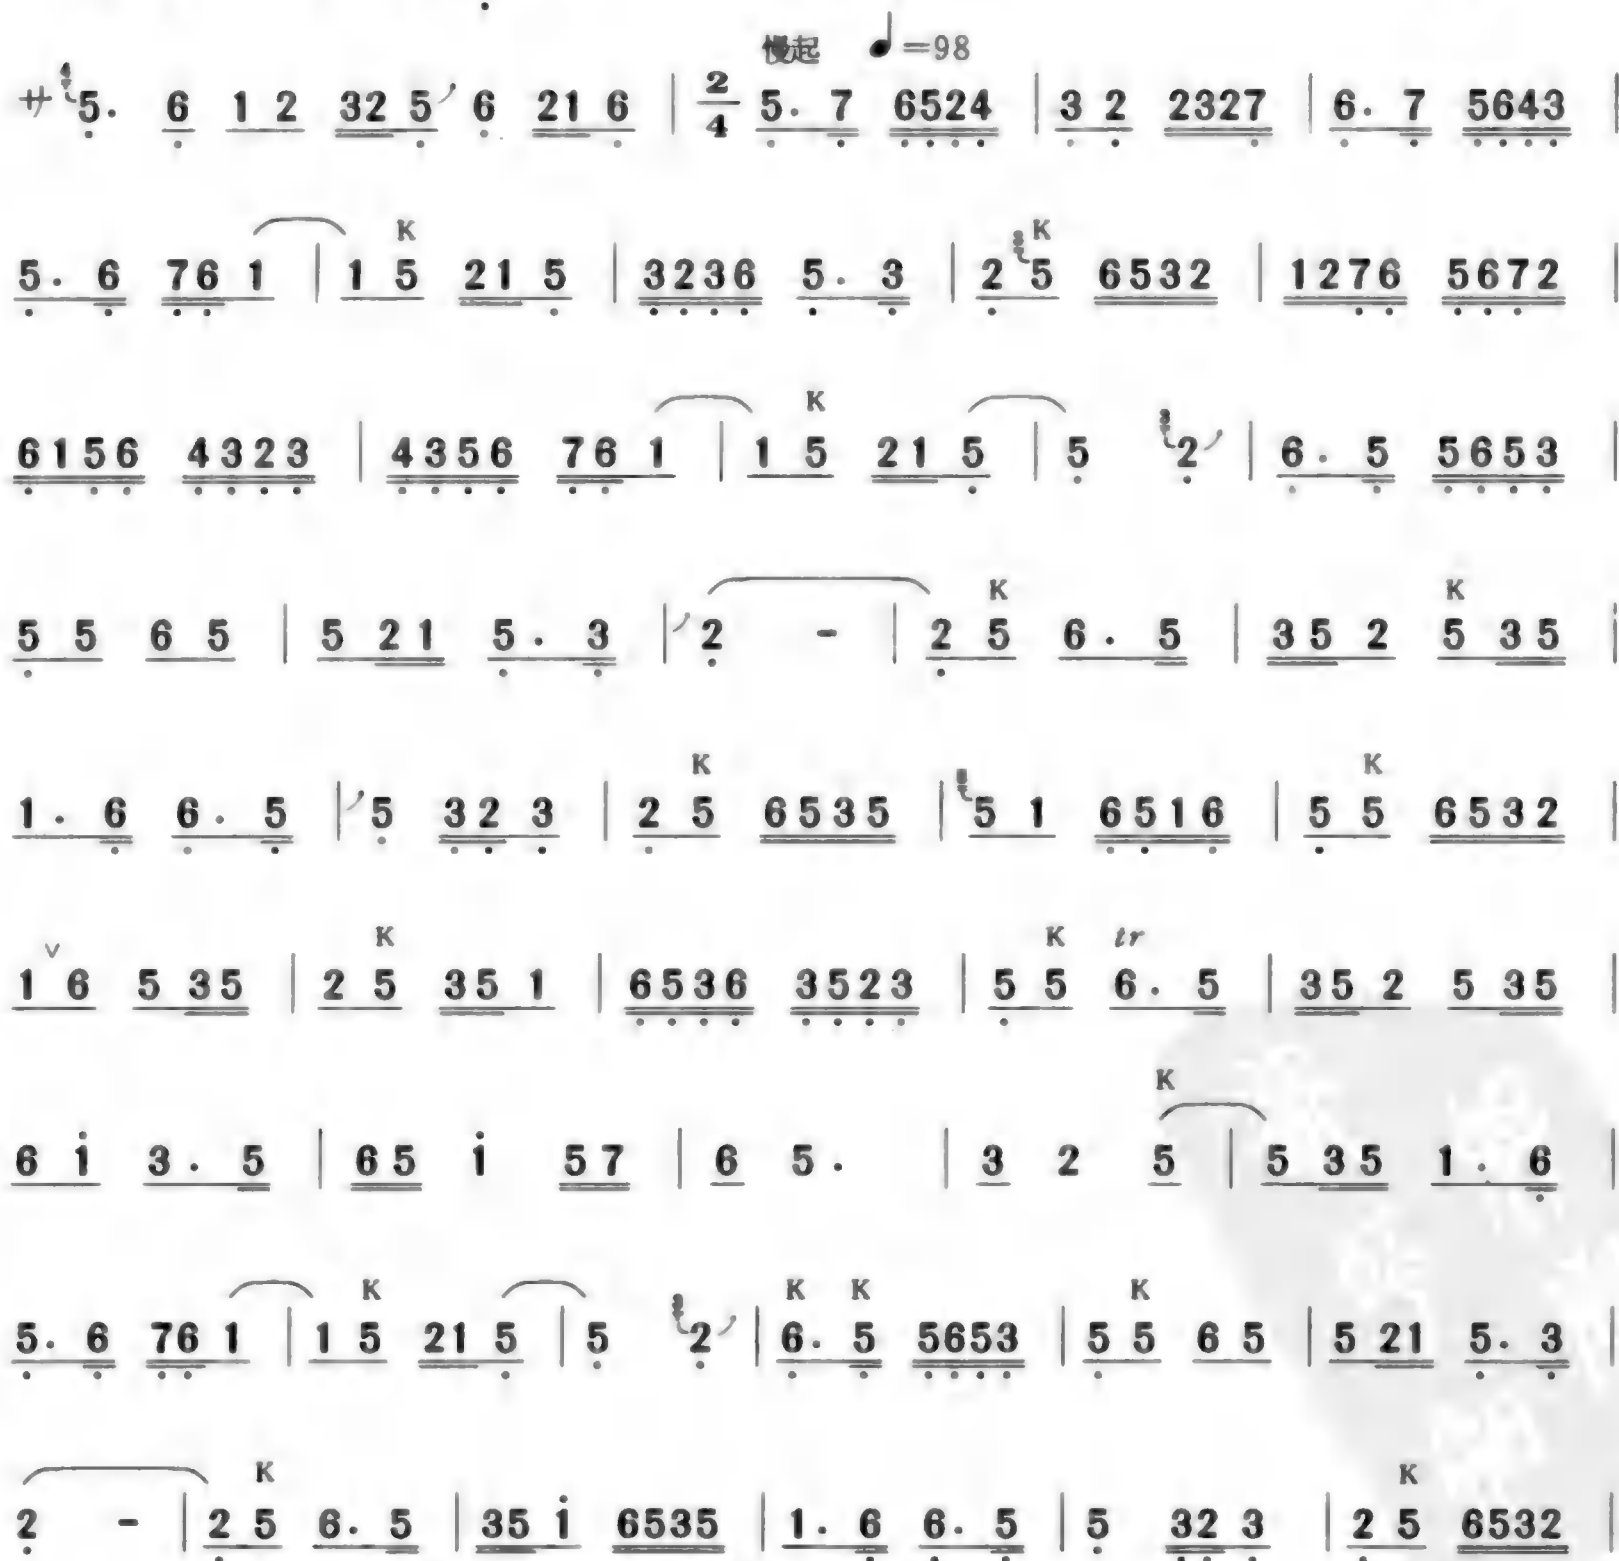 慢起 ♩=98
サ 5. 6 1 2 32 5 6 21 6 | 2/4 5. 7 6524 | 3 2 2327 | 6. 7 5643 |
K K
5. 6 76 1 | 1 5 21 5 | 3236 5. 3 | 2 5 6532 | 1276 5672 |
K
6156 4323 | 4356 76 1 | 1 5 21 5 | 5 2 | 6. 5 5653 |
K K
5 5 6 5 | 5 21 5. 3 | 2 - | 2 5 6. 5 | 35 2 5 35 |
K K
1. 6 6. 5 | 5 32 3 | 2 5 6535 | 5 1 6516 | 5 5 6532 |
V K K tr
1 6 5 35 | 2 5 35 1 | 6536 3523 | 5 5 6. 5 | 35 2 5 35 |
K
6 i 3. 5 | 65 i 57 | 6 5. | 3 2 5 | 5 35 1. 6 |
K K K K
5. 6 76 1 | 1 5 21 5 | 5 2 | 6. 5 5653 | 5 5 6 5 | 5 21 5. 3 |
K K
2 - | 2 5 6. 5 | 35 i 6535 | 1. 6 6. 5 | 5 32 3 | 2 5 6532 |